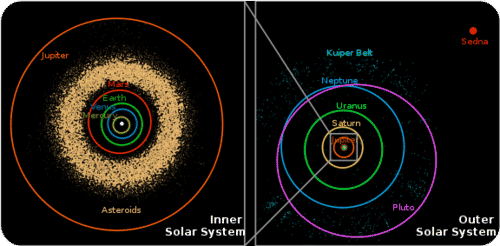 Jupiter
Mars
Earth
Venus
Mercury
Asteroids
Inner
Solar System
Sedna
Kuiper Belt
Neptune
Uranus
Saturn
Jupiter
Pluto
Outer
Solar System